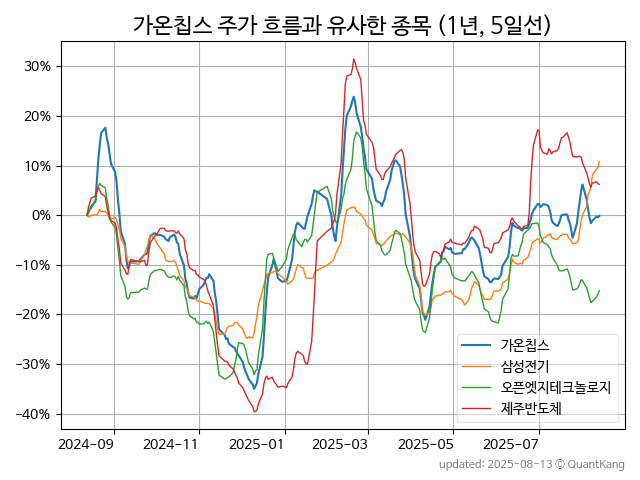 가온칩스 주가 흐름과 유사한 종목 (1년, 5일선)
30%
20%
10%
0%
−10%
−20%
−30%
−40%
가온칩스
삼성전기
오픈엣지테크놀로지
제주반도체
2024-09 2024-11 2025-01 2025-03 2025-05 2025-07
updated: 2025-08-13 © QuantKang